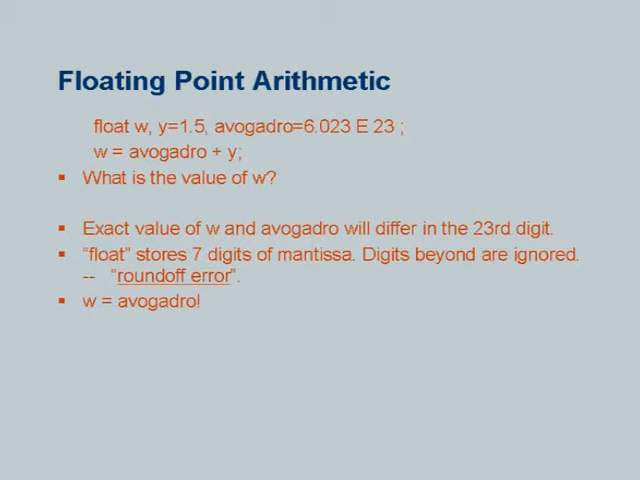 Floating Point Arithmetic
float w, y=1.5, avogadro=6.023 E 23 ;
w = avogadro + y;
▪ What is the value of w?
▪ Exact value of w and avogadro will differ in the 23rd digit.
▪ “float” stores 7 digits of mantissa. Digits beyond are ignored.
-- “roundoff error”.
▪ w = avogadro!